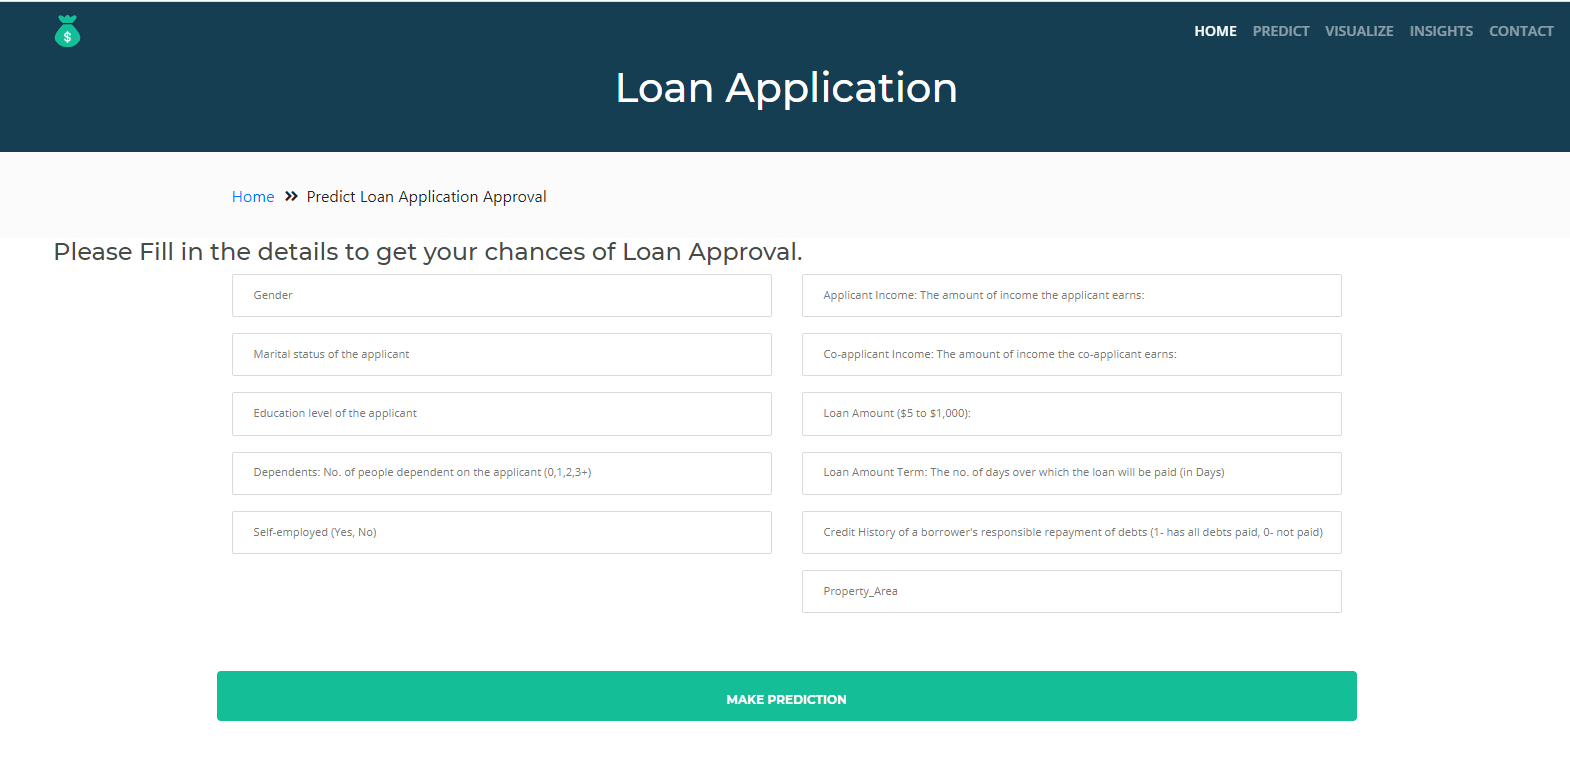 $
HOME PREDICT VISUALIZE INSIGHTS CONTACT
Loan Application
Home » Predict Loan Application Approval
Please Fill in the details to get your chances of Loan Approval.
Gender
Marital status of the applicant
Education level of the applicant
Dependents: No. of people dependent on the applicant (0,1,2,3+)
Self-employed (Yes, No)
Applicant Income: The amount of income the applicant earns:
Co-applicant Income: The amount of income the co-applicant earns:
Loan Amount ($5 to $1,000):
Loan Amount Term: The no. of days over which the loan will be paid (in Days)
Credit History of a borrower's responsible repayment of debts (1- has all debts paid, 0- not paid)
Property_Area
MAKE PREDICTION